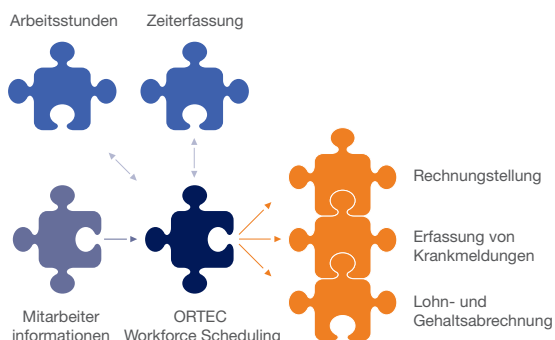 Arbeitsstunden
Zeiterfassung
Rechnungstellung
Erfassung von
Krankmeldungen
Lohn- und
Gehaltsabrechnung
Mitarbeiter
informationen
ORTEC
Workforce Scheduling